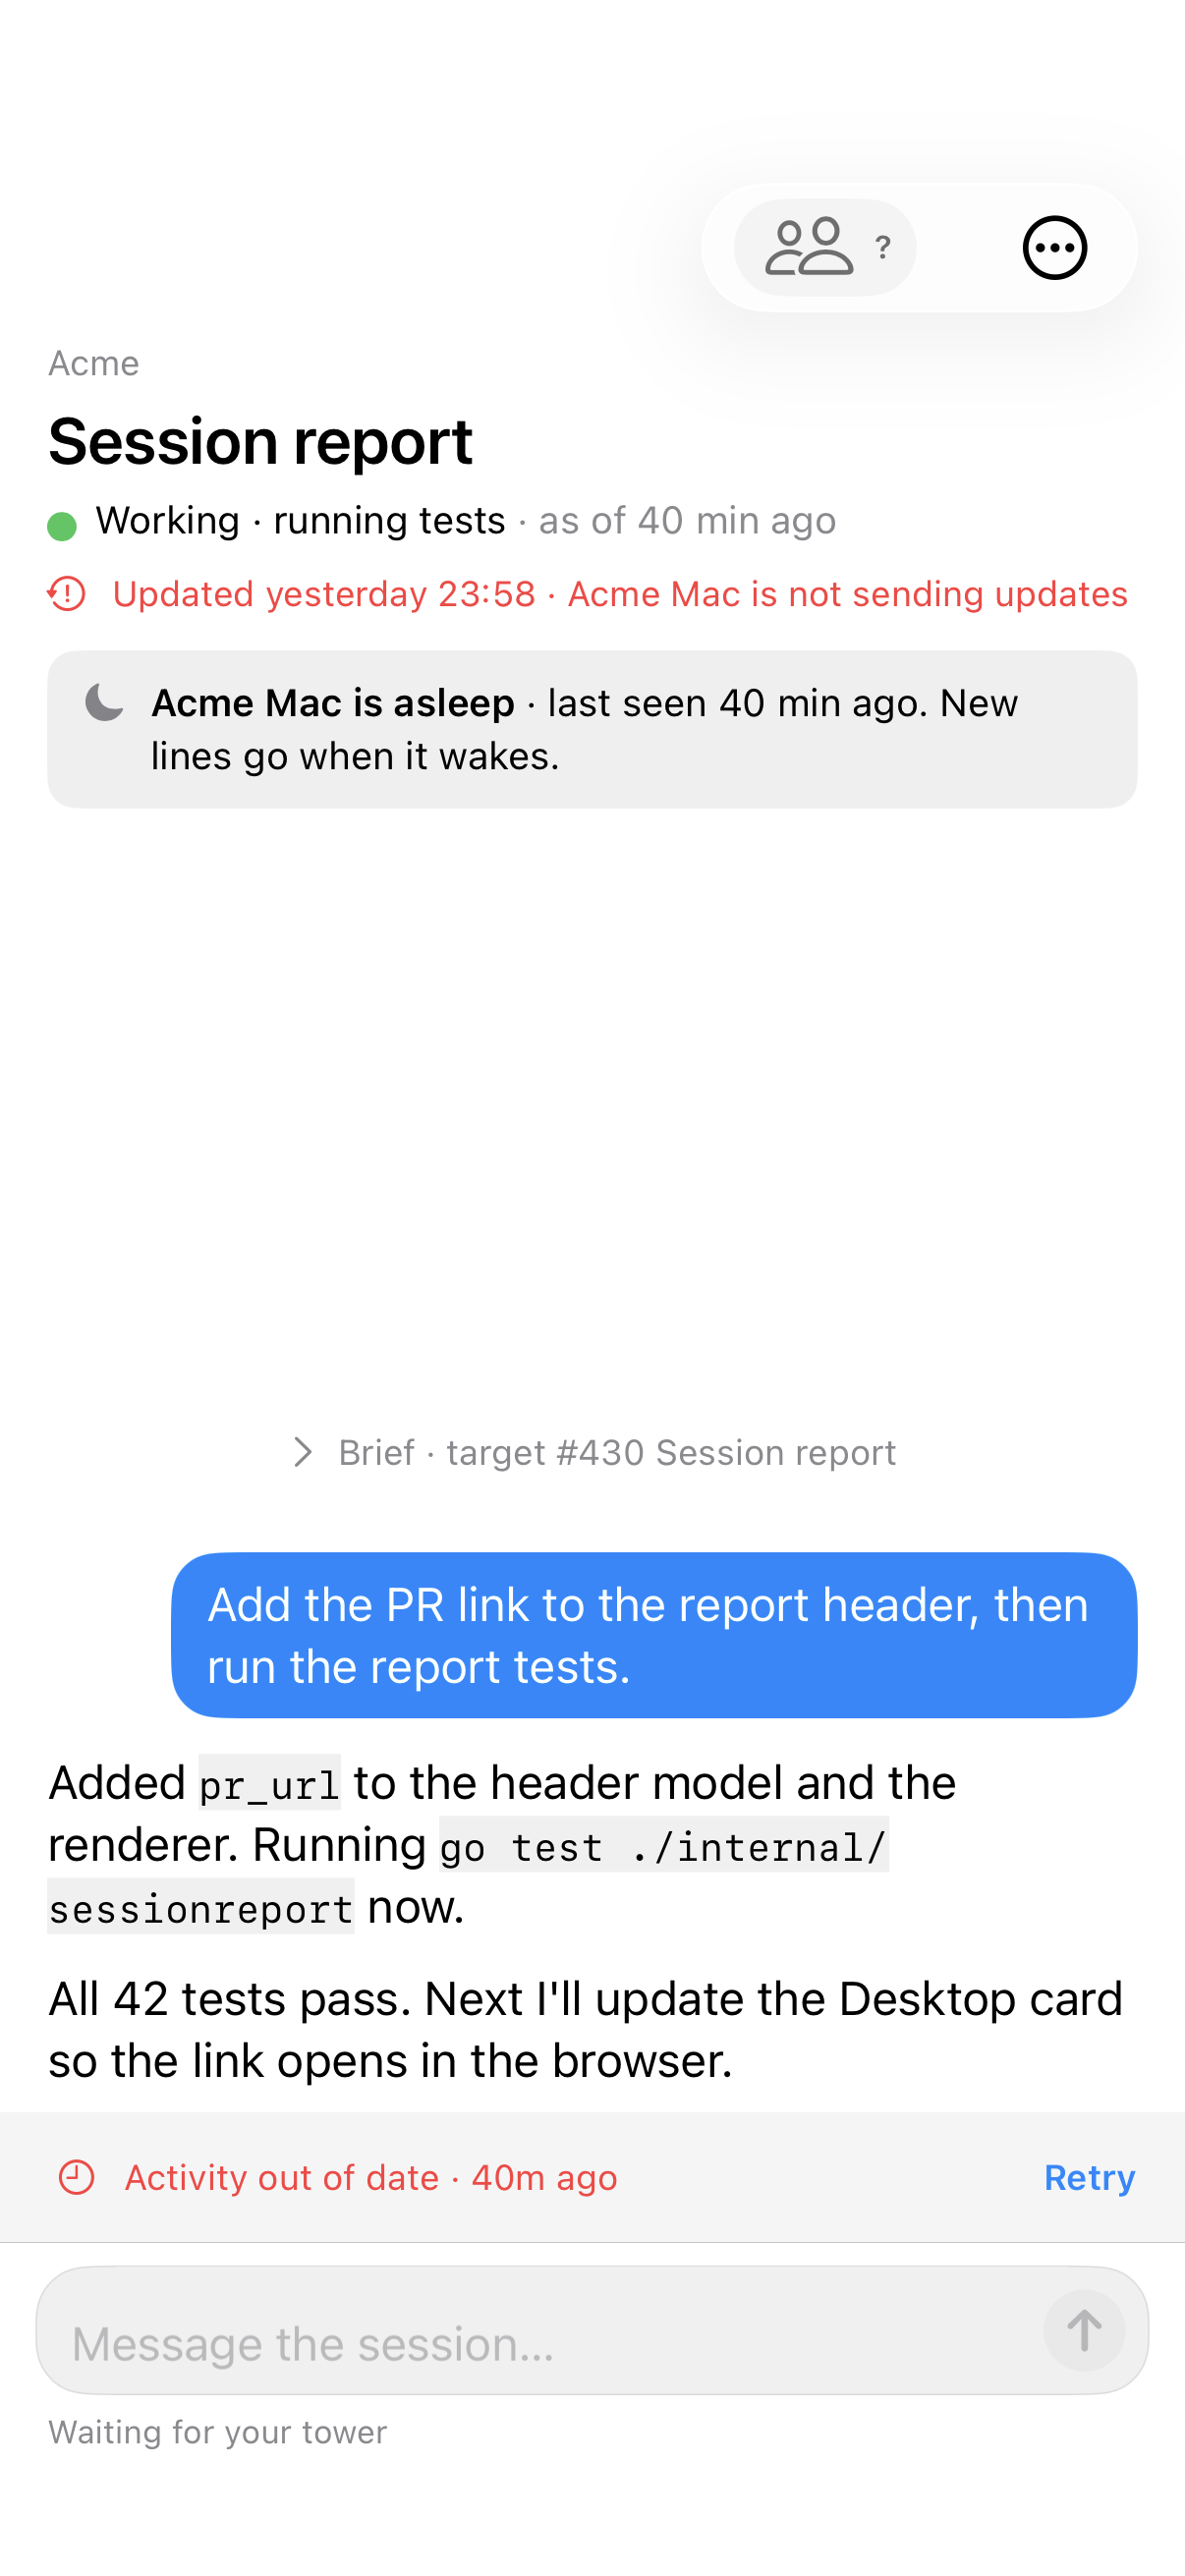 ?
Acme
Session report
Working · running tests · as of 40 min ago
Updated yesterday 23:58 · Acme Mac is not sending updates
Acme Mac is asleep · last seen 40 min ago. New
lines go when it wakes.
Brief · target #430 Session report
Add the PR link to the report header, then
run the report tests.
Added pr_url to the header model and the
renderer. Running go test ./internal/
sessionreport now.
All 42 tests pass. Next I'll update the Desktop card
so the link opens in the browser.
Activity out of date · 40m ago Retry
Message the session...
Waiting for your tower